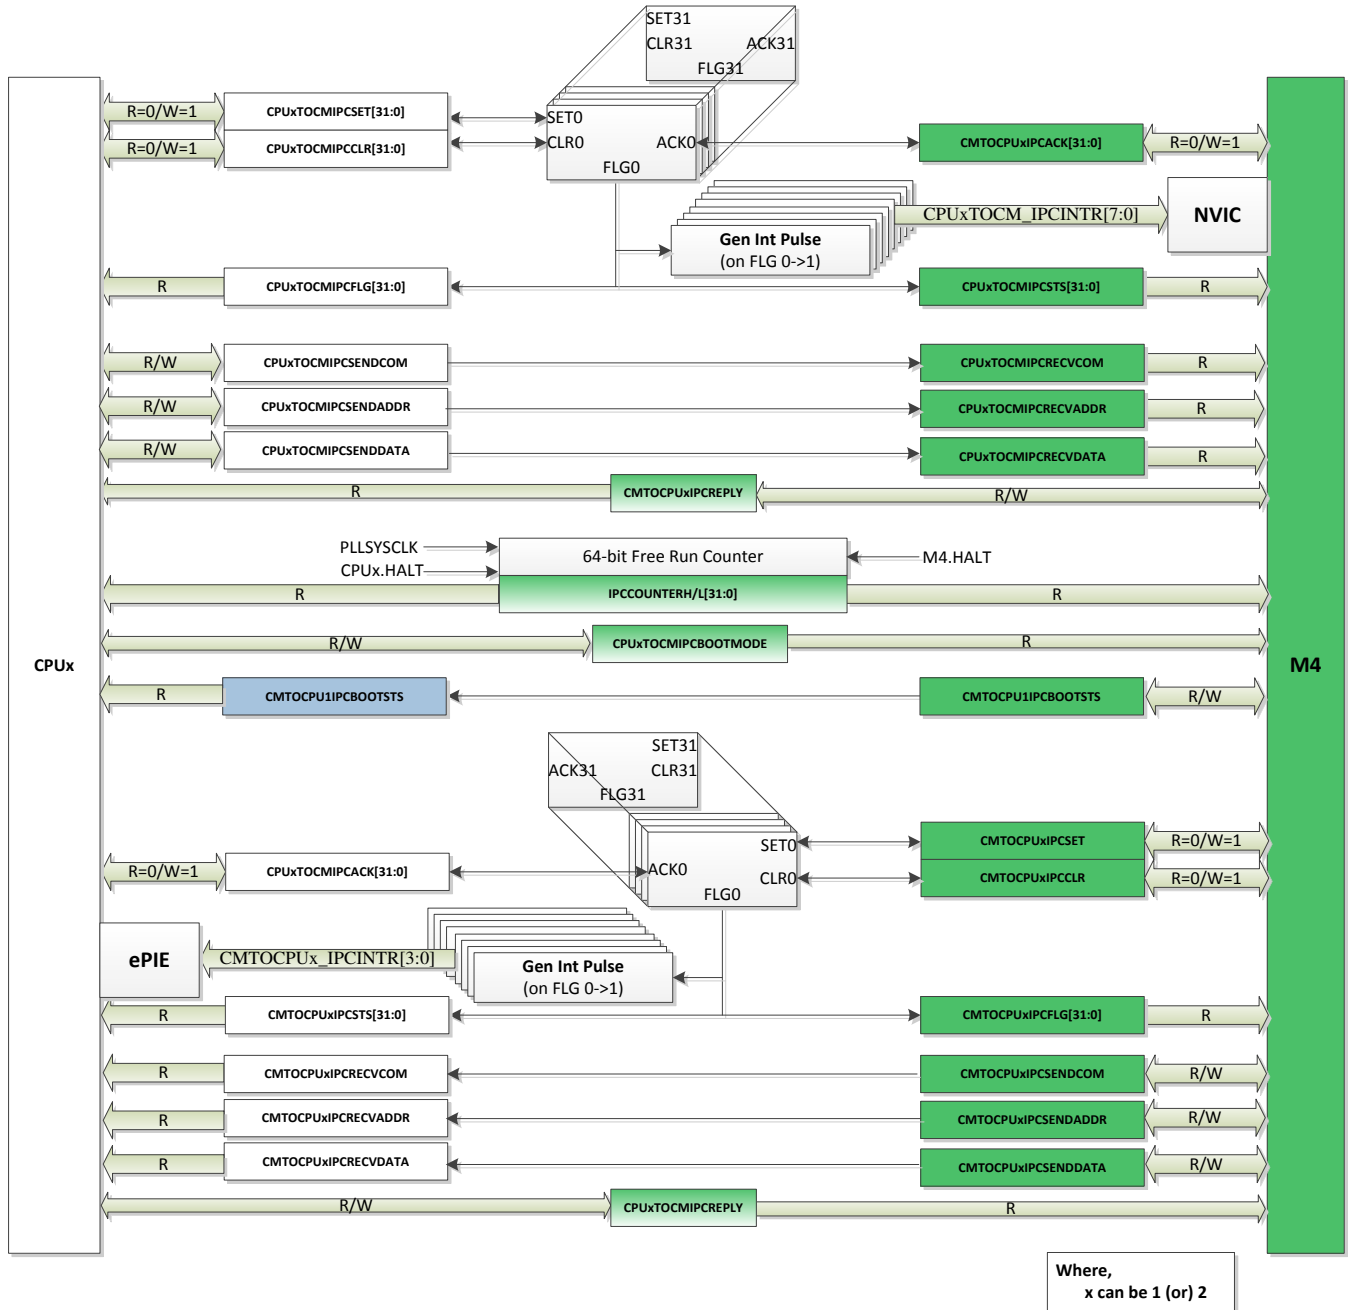 SET31
CLR31 ACK31
FLG31
R=0/W=1 CPUxTOCMIPCSET[31:0] SET0
R=0/W=1 CPUxTOCMIPCCLR[31:0] CLR0 ACK0 CMTOCPUxIPCACK[31:0] R=0/W=1
FLG0
CPUxTOCM_IPCINTR[7:0] NVIC
Gen Int Pulse
(on FLG 0->1)
R CPUxTOCMIPCFLG[31:0] CPUxTOCMIPCSTS[31:0] R
R/W CPUxTOCMIPCSENDCOM CPUxTOCMIPCRECVCOM R
R/W CPUxTOCMIPCSENDADDR CPUxTOCMIPCRECVADDR R
R/W CPUxTOCMIPCSENDDATA CPUxTOCMIPCRECVDATA R
R CMTOCPUxIPCREPLY R/W
PLLSYSCLK 64-bit Free Run Counter M4.HALT
CPUx.HALT
R IPCCOUNTERH/L[31:0] R
R/W CPUxTOCMIPCBOOTMODE R
CPUx M4
R CMTOCPU1IPCBOOTSTS CMTOCPU1IPCBOOTSTS R/W
SET31
ACK31 CLR31
FLG31
SET0 CMTOCPUxIPCSET R=0/W=1
R=0/W=1 CPUxTOCMIPCACK[31:0] ACK0 CLR0 CMTOCPUxIPCCLR R=0/W=1
FLG0
ePIE CMTOCPUx_IPCINTR[3:0] Gen Int Pulse
(on FLG 0->1)
R CMTOCPUxIPCSTS[31:0] CMTOCPUxIPCFLG[31:0] R
R CMTOCPUxIPCRECVCOM CMTOCPUxIPCSENDCOM R/W
R CMTOCPUxIPCRECVADDR CMTOCPUxIPCSENDADDR R/W
R CMTOCPUxIPCRECVDATA CMTOCPUxIPCSENDDATA R/W
R/W CPUxTOCMIPCREPLY R
Where,
x can be 1 (or) 2